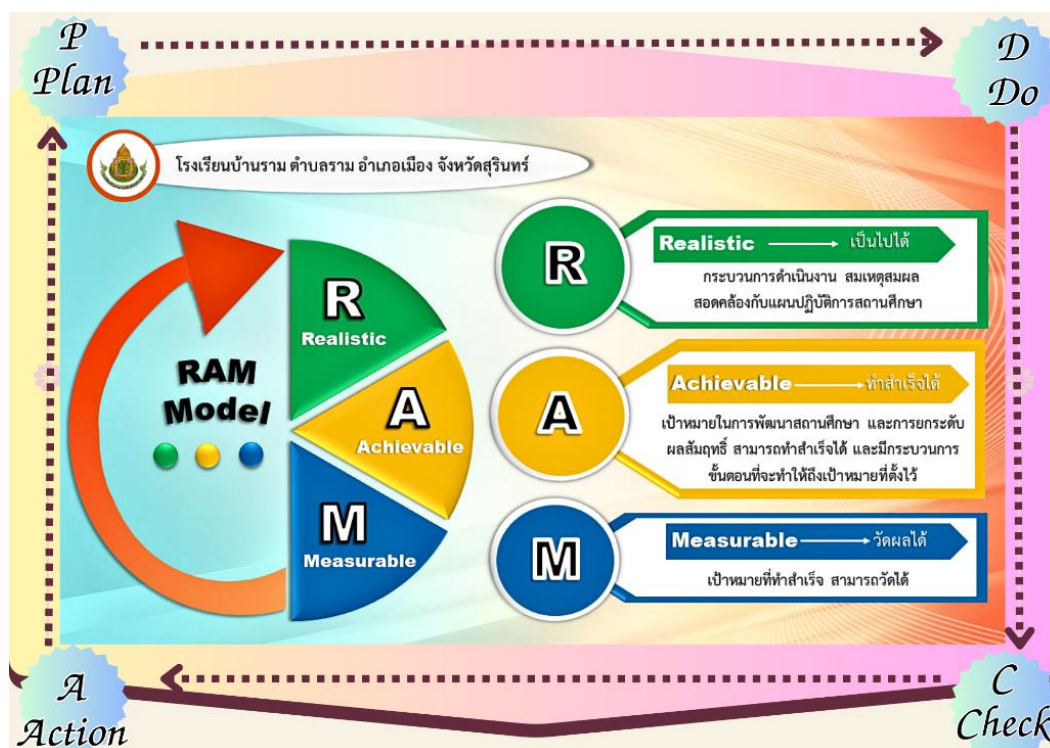 P
Plan
D
Do
โรงเรียนบ้านราม ตำบลราม อำเภอเมือง จังหวัดสุรินทร์
RAM
Model
R
Realistic
A
Achievable
M
Measurable
R
Realistic เป็นไปได้
กระบวนการดำเนินงาน สมเหตุสมผล
สอดคล้องกับแผนปฏิบัติการสถานศึกษา
A
Achievable ทำสำเร็จได้
เป้าหมายในการพัฒนาสถานศึกษา และการยกระดับ
ผลสัมฤทธิ์ สามารถทำสำเร็จได้ และมีกระบวนการ
ขั้นตอนที่จะทำให้ถึงเป้าหมายที่ตั้งไว้
M
Measurable วัดผลได้
เป้าหมายที่ทำสำเร็จ สามารถวัดได้
A
Action
C
Check